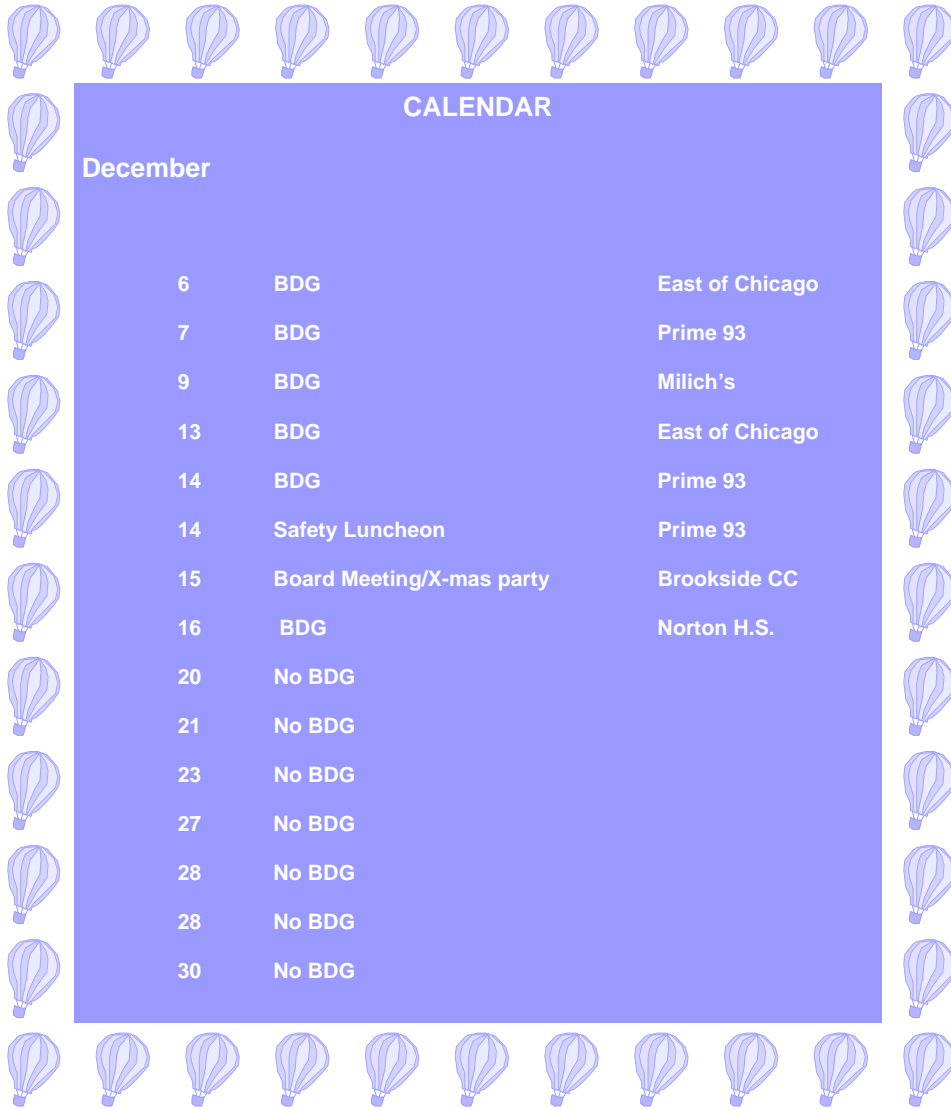 CALENDAR
December
6 BDG East of Chicago
7 BDG Prime 93
9 BDG Milich’s
13 BDG East of Chicago
14 BDG Prime 93
14 Safety Luncheon Prime 93
15 Board Meeting/X-mas party Brookside CC
16 BDG Norton H.S.
20 No BDG
21 No BDG
23 No BDG
27 No BDG
28 No BDG
28 No BDG
30 No BDG